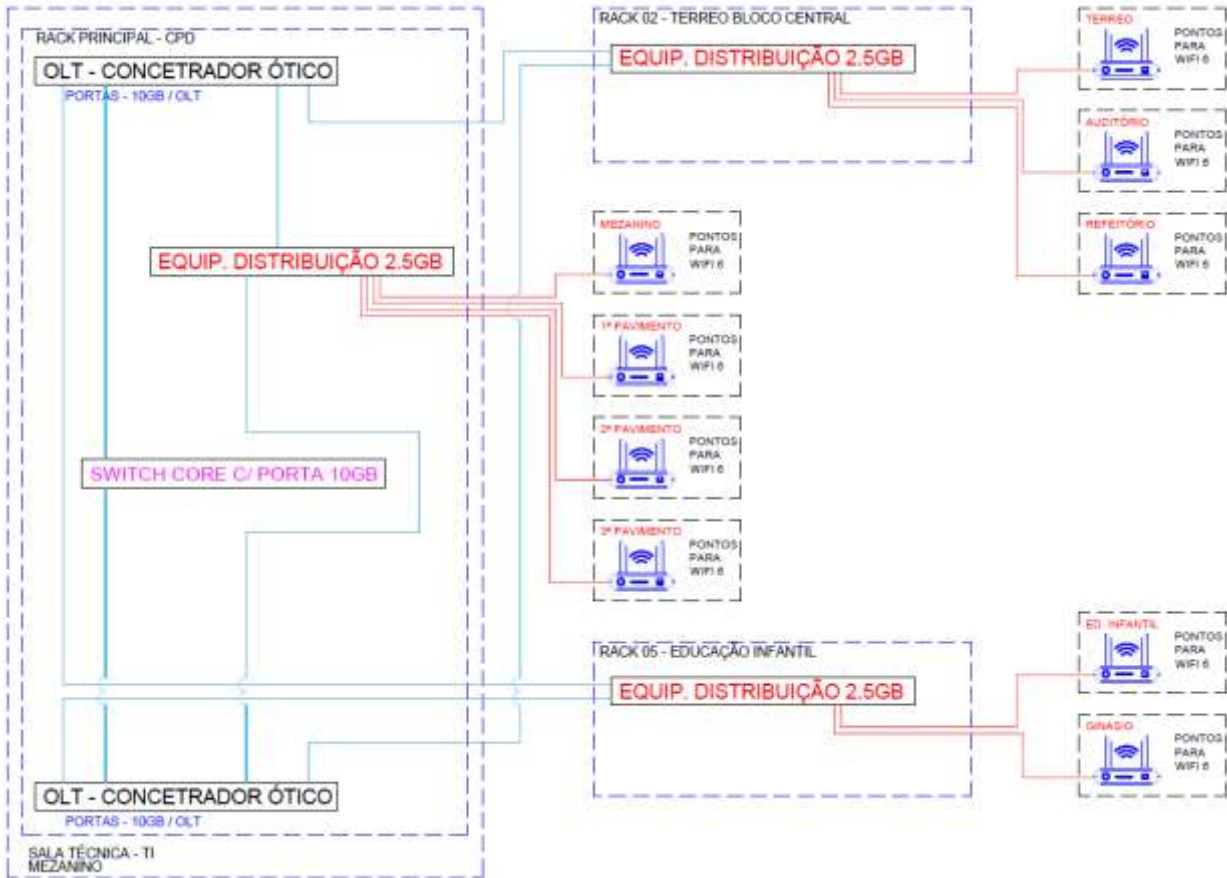 RACK PRINCIPAL - CPD
OLT - CONCETRADOR ÓTICO
PORTAS - 10GB / OLT
EQUIP. DISTRIBUIÇÃO 2.5GB
SWITCH CORE C/ PORTA 10GB
OLT - CONCETRADOR ÓTICO
PORTAS - 10GB / OLT
SALA TÉCNICA - TI
MEZANINO
RACK 02 - TERREO BLOCO CENTRAL
EQUIP. DISTRIBUIÇÃO 2.5GB
TERREO
PONTOS
PARA
WIFI 6
AUDITÓRIO
PONTOS
PARA
WIFI 6
REFEITÓRIO
PONTOS
PARA
WIFI 6
MEZANINO
PONTOS
PARA
WIFI 6
1º PAVIMENTO
PONTOS
PARA
WIFI 6
2º PAVIMENTO
PONTOS
PARA
WIFI 6
3º PAVIMENTO
PONTOS
PARA
WIFI 6
RACK 05 - EDUCAÇÃO INFANTIL
EQUIP. DISTRIBUIÇÃO 2.5GB
ED. INFANTIL
PONTOS
PARA
WIFI 6
GINASIO
PONTOS
PARA
WIFI 6